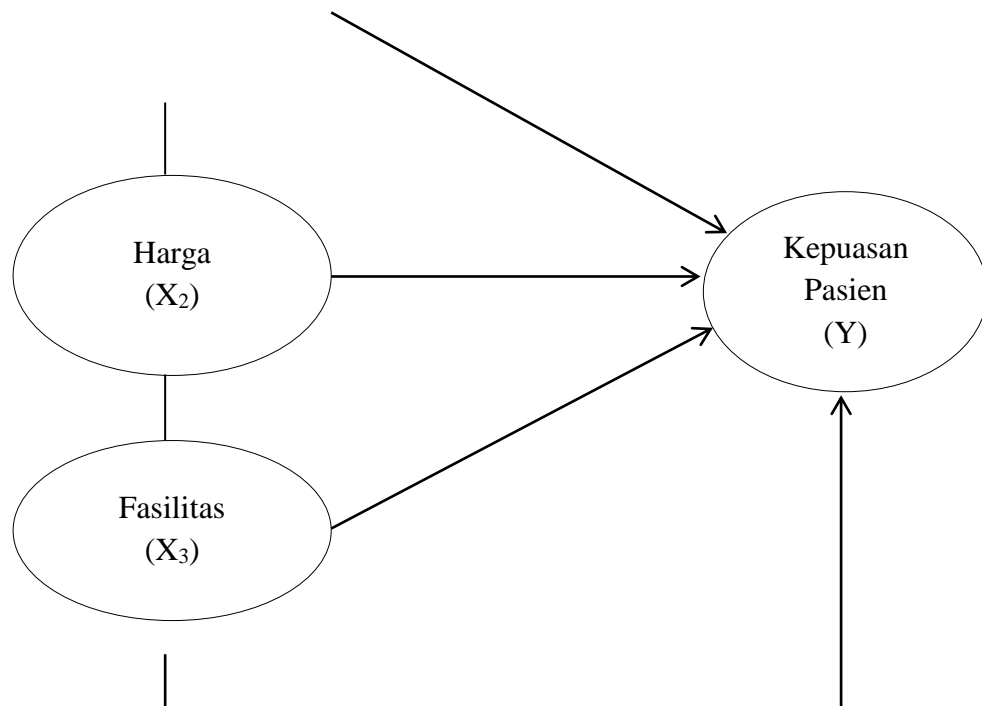 Harga
(X₂)
Kepuasan
Pasien
(Y)
Fasilitas
(X₃)